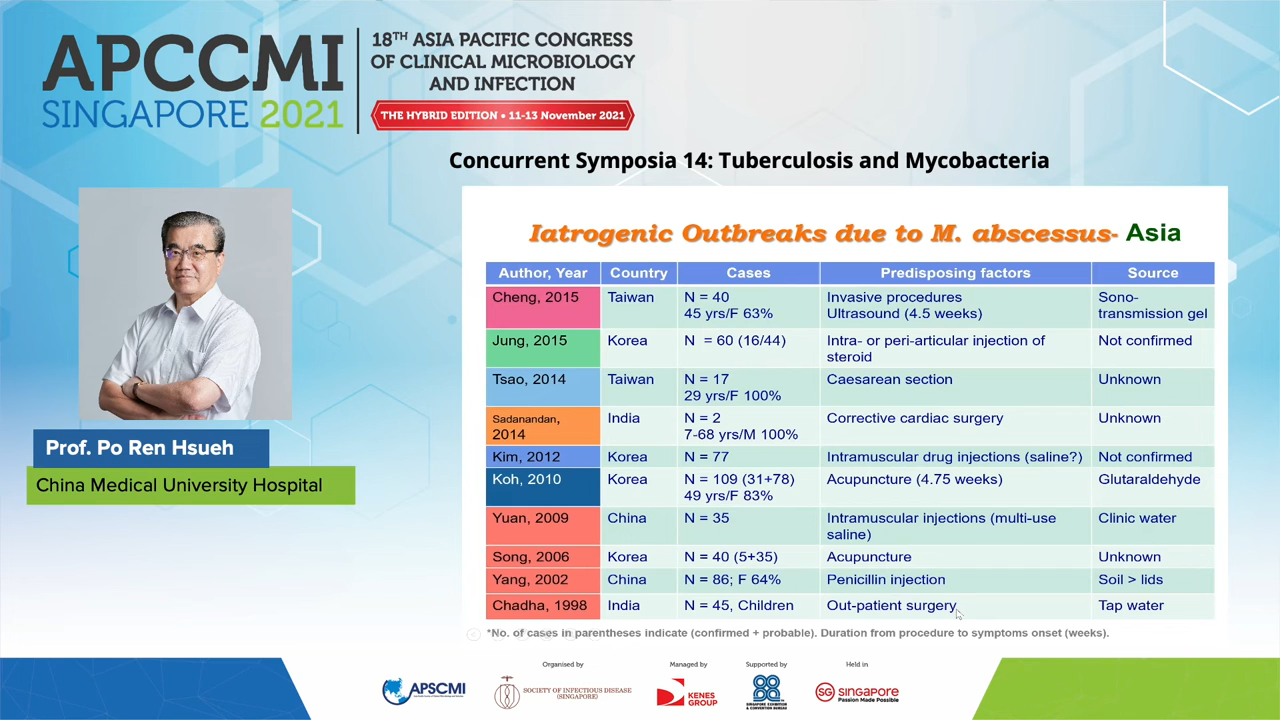 APCCMI
SINGAPORE 2021
18TH ASIA PACIFIC CONGRESS
OF CLINICAL MICROBIOLOGY
AND INFECTION
THE HYBRID EDITION • 11-13 November 2021
Concurrent Symposia 14: Tuberculosis and Mycobacteria
Prof. Po Ren Hsueh
China Medical University Hospital
Iatrogenic Outbreaks due to M. abscessus- Asia
Author, Year Country Cases Predisposing factors Source
Cheng, 2015 Taiwan N = 40 Invasive procedures Sono-
45 yrs/F 63% Ultrasound (4.5 weeks) transmission gel
Jung, 2015 Korea N = 60 (16/44) Intra- or peri-articular injection of Not confirmed
steroid
Tsao, 2014 Taiwan N = 17 Caesarean section Unknown
29 yrs/F 100%
Sadanandan, India N = 2 Corrective cardiac surgery Unknown
2014 7-68 yrs/M 100%
Kim, 2012 Korea N = 77 Intramuscular drug injections (saline?) Not confirmed
Koh, 2010 Korea N = 109 (31+78) Acupuncture (4.75 weeks) Glutaraldehyde
49 yrs/F 83%
Yuan, 2009 China N = 35 Intramuscular injections (multi-use Clinic water
saline)
Song, 2006 Korea N = 40 (5+35) Acupuncture Unknown
Yang, 2002 China N = 86; F 64% Penicillin injection Soil > lids
Chadha, 1998 India N = 45, Children Out-patient surgery Tap water
*No. of cases in parentheses indicate (confirmed + probable). Duration from procedure to symptoms onset (weeks).
Organised by Managed by Supported by Held in
APSCMI
SOCIETY OF INFECTIOUS DISEASE
(SINGAPORE)
KENES
GROUP
SINGAPORE EXHIBITION
& CONVENTION BUREAU
SG SINGAPORE
Passion Made Possible